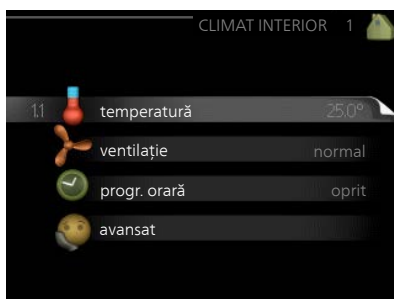 CLIMAT INTERIOR 1
1.1 temperatură 25.0°
ventilație normal
progr. orară oprit
avansat